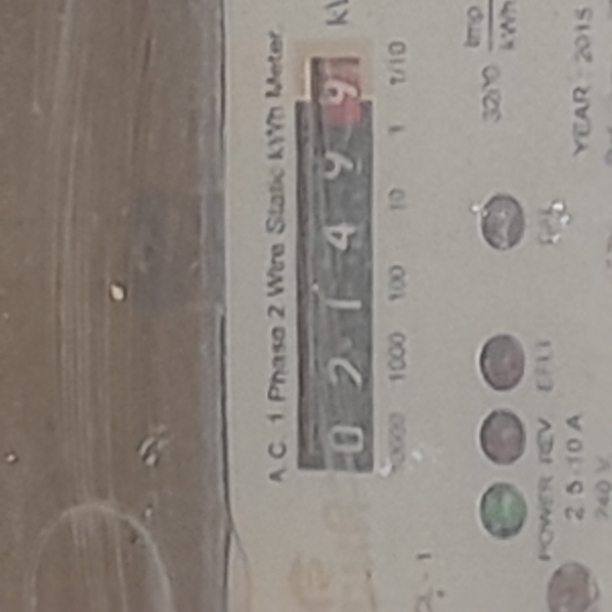 A.C. 1 Phase 2 Wire Static kWh Meter
0 2 1 4 9 9
1000 100 10 1 1/10
3200 Imp
kWh
YEAR : 2015
POWER REV EFLT
2.5-10 A
240 V